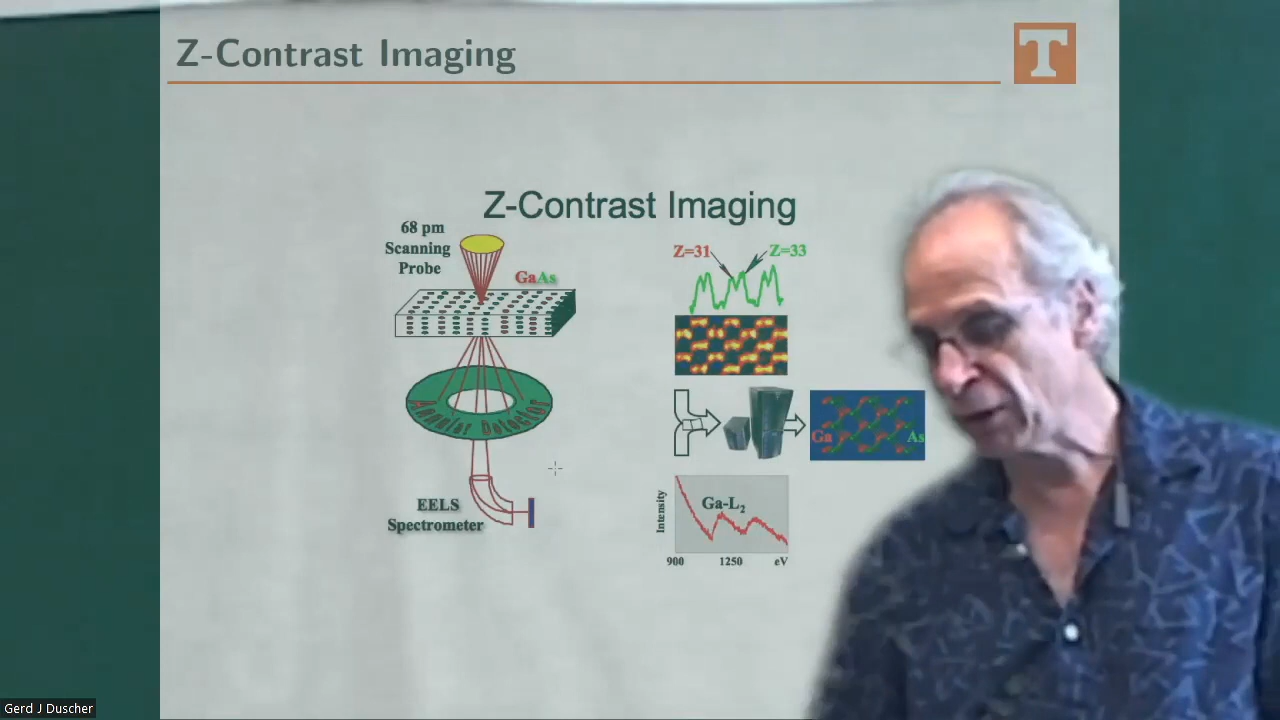 Z-Contrast Imaging
T
Z-Contrast Imaging
68 pm
Scanning
Probe
GaAs
Annular Detector
EELS
Spectrometer
Z=31
Z=33
Ga
As
Intensity
Ga-L₂
900 1250 eV
Gerd J Duscher